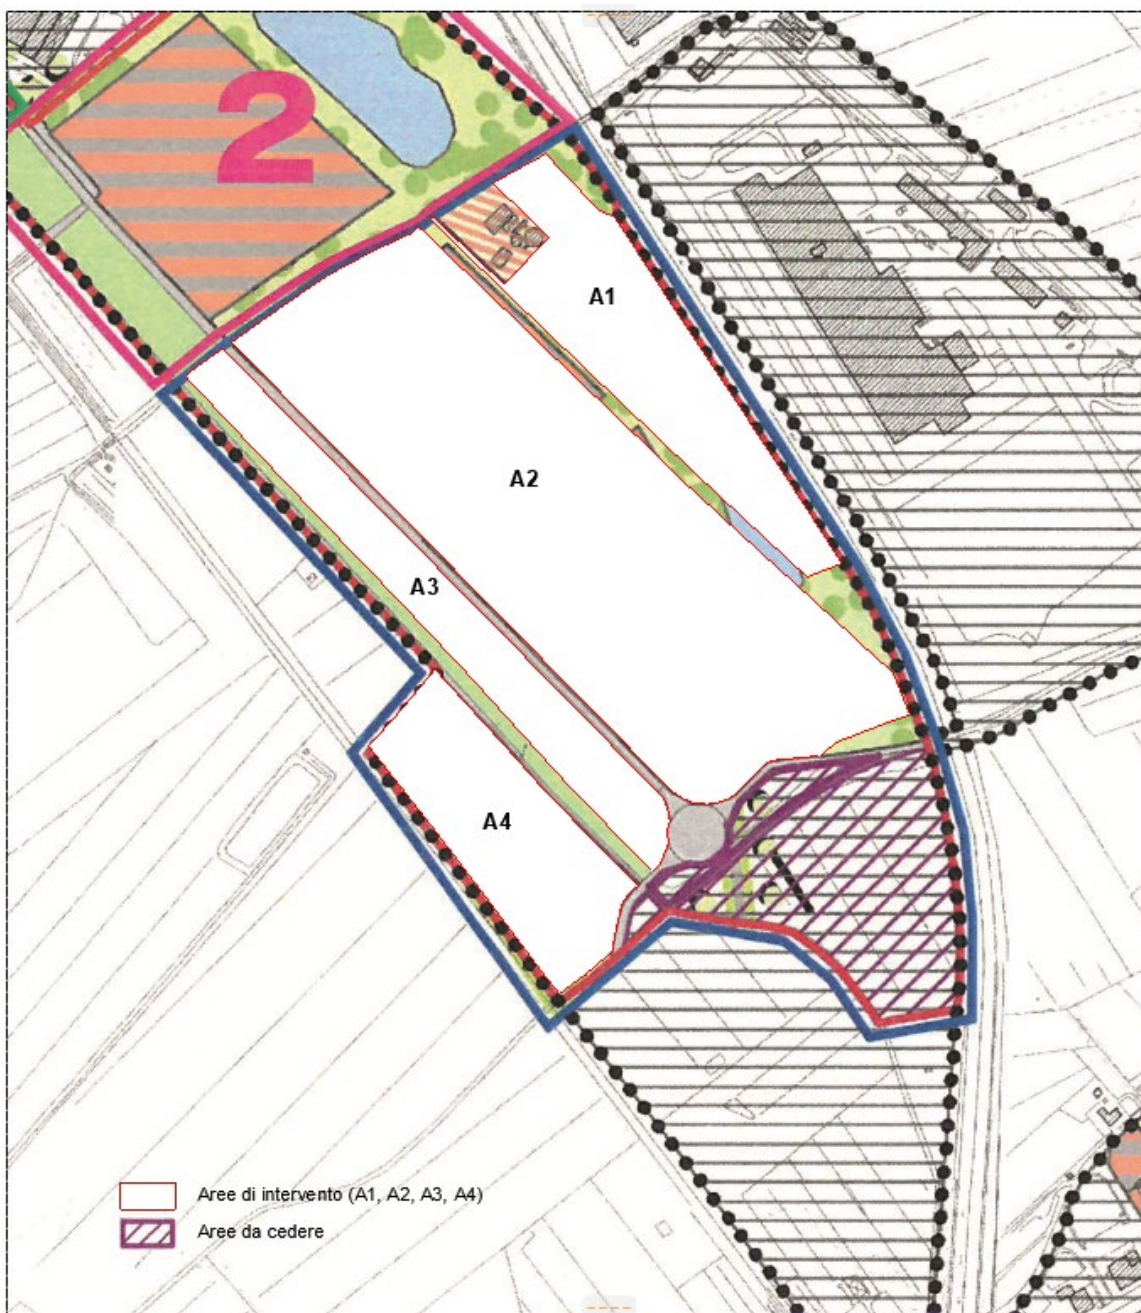 2
A1
A2
A3
A4
Aree di intervento (A1, A2, A3, A4)
Aree da cedere